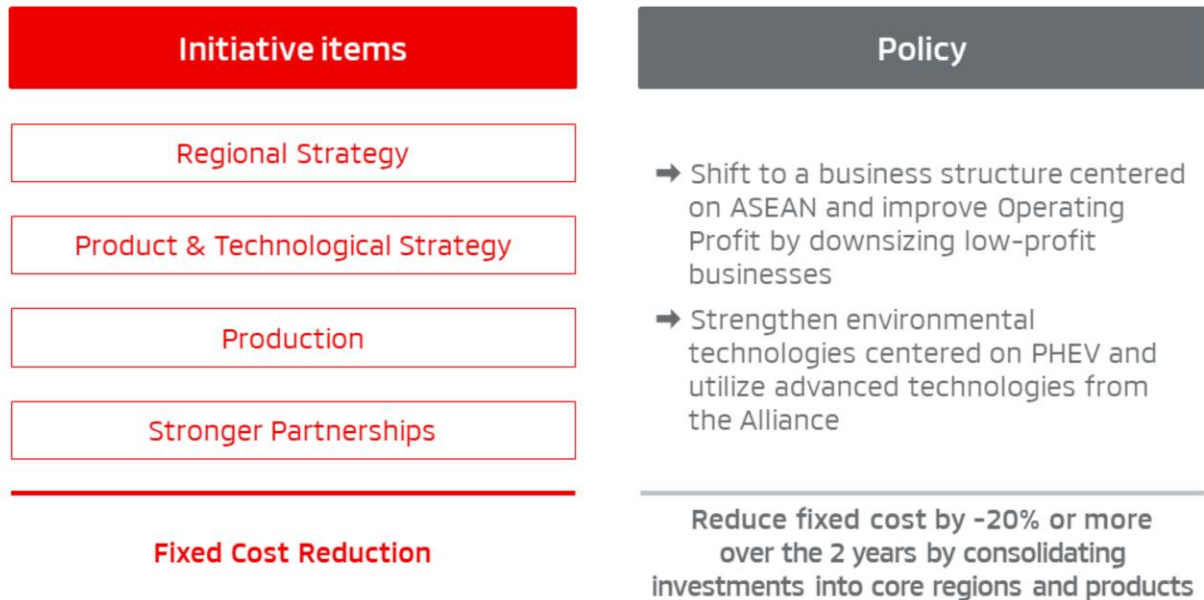 Initiative items
Regional Strategy
Product & Technological Strategy
Production
Stronger Partnerships
Fixed Cost Reduction
Policy
➡ Shift to a business structure centered
on ASEAN and improve Operating
Profit by downsizing low-profit
businesses
➡ Strengthen environmental
technologies centered on PHEV and
utilize advanced technologies from
the Alliance
Reduce fixed cost by -20% or more
over the 2 years by consolidating
investments into core regions and products